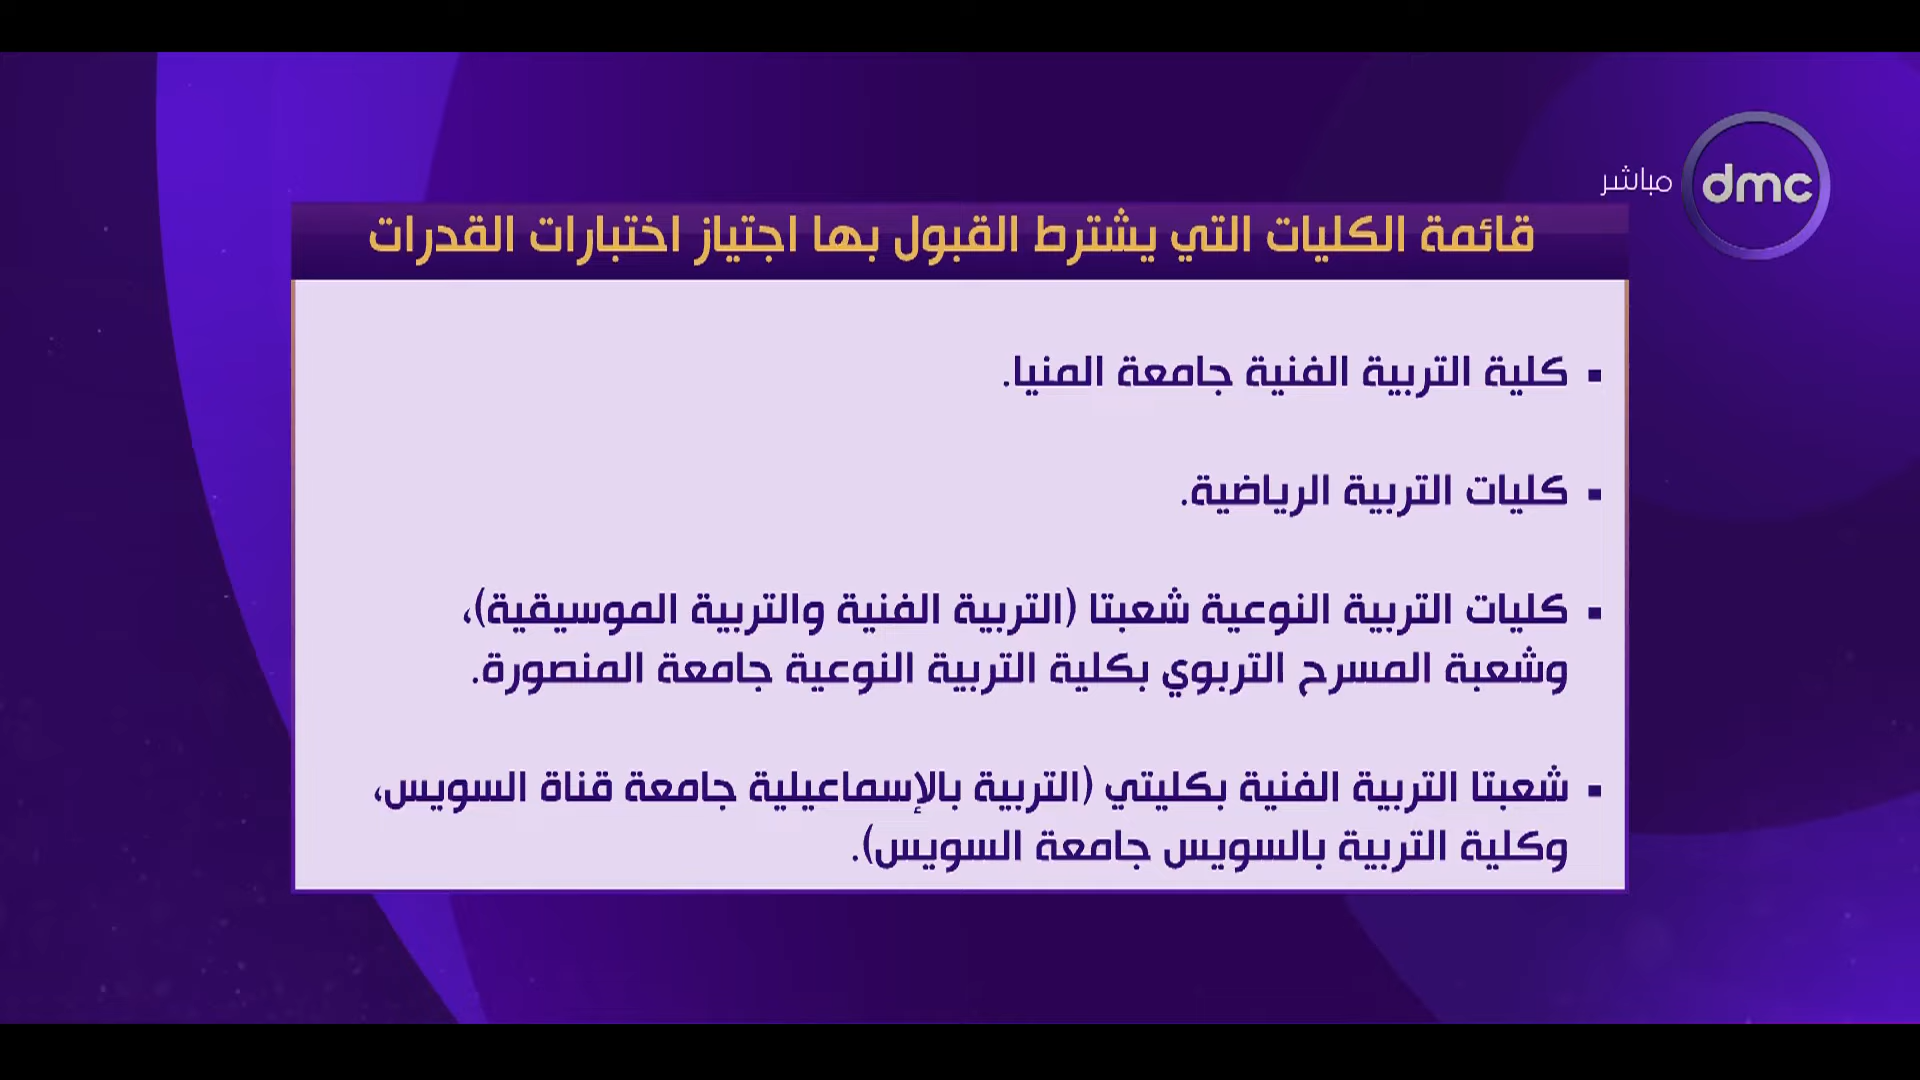 dmc مباشر
قائمة الكليات التي يشترط القبول بها اجتياز اختبارات القدرات
▪ كلية التربية الفنية جامعة المنيا.
▪ كليات التربية الرياضية.
▪ كليات التربية النوعية شعبتا (التربية الفنية والتربية الموسيقية)،
وشعبة المسرح التربوي بكلية التربية النوعية جامعة المنصورة.
▪ شعبتا التربية الفنية بكليتي (التربية بالإسماعيلية جامعة قناة السويس،
وكلية التربية بالسويس جامعة السويس).